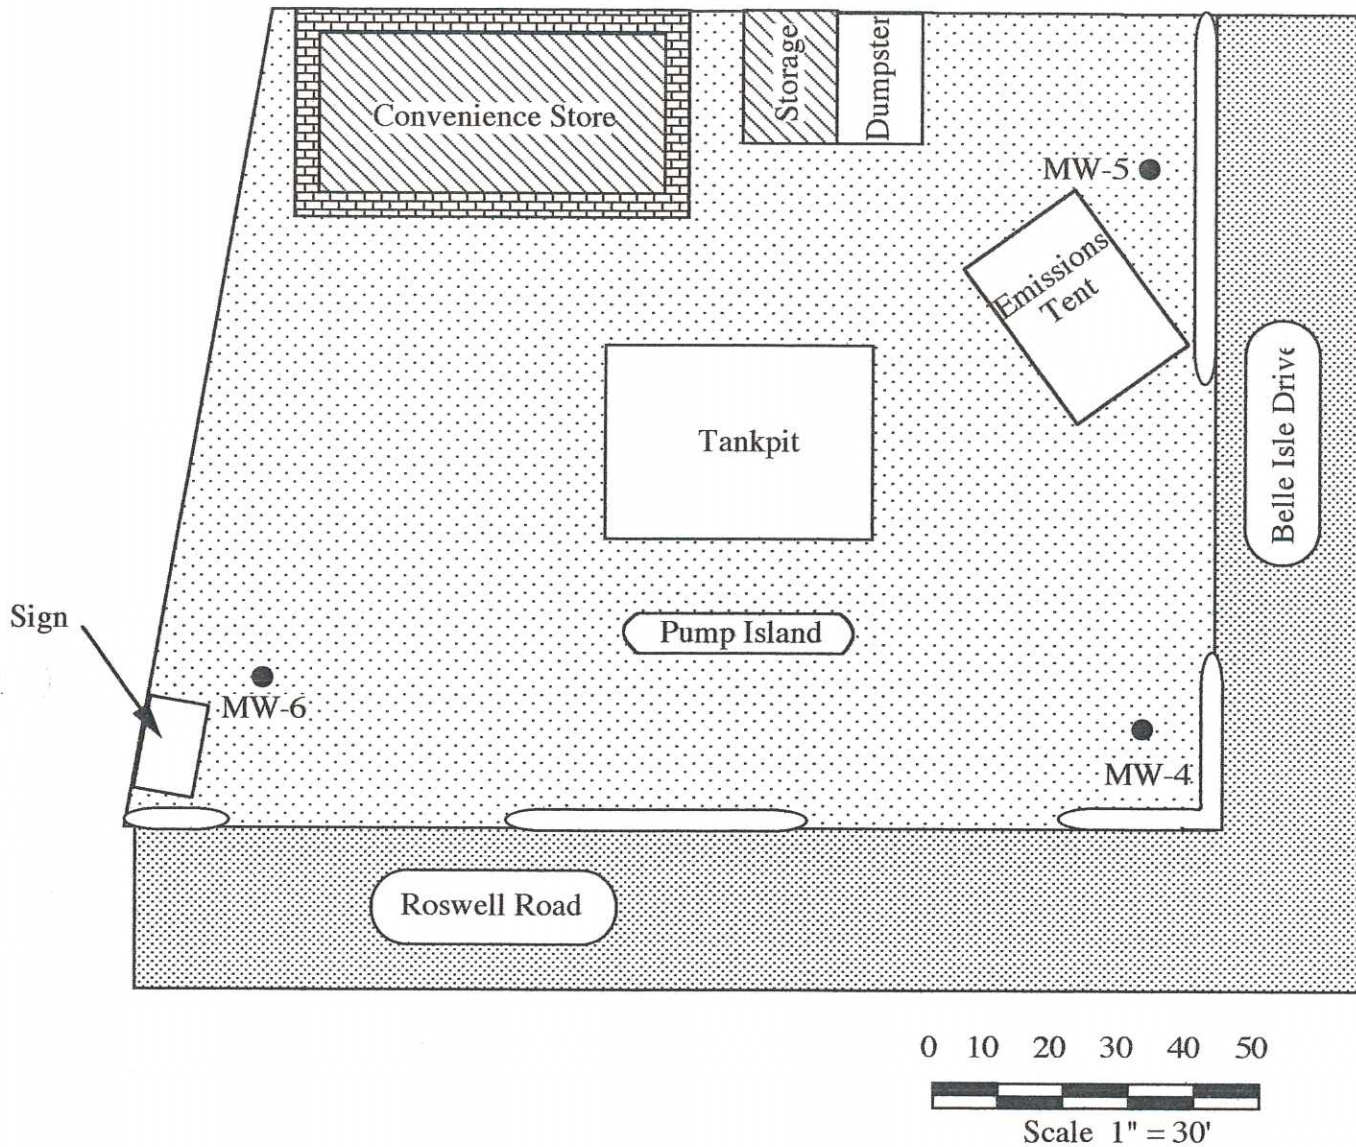 Convenience Store
Storage
Dumpster
MW-5
Emissions
Tent
Tankpit
Belle Isle Drive
Sign
Pump Island
MW-6
MW-4
Roswell Road
0 10 20 30 40 50
Scale 1" = 30'